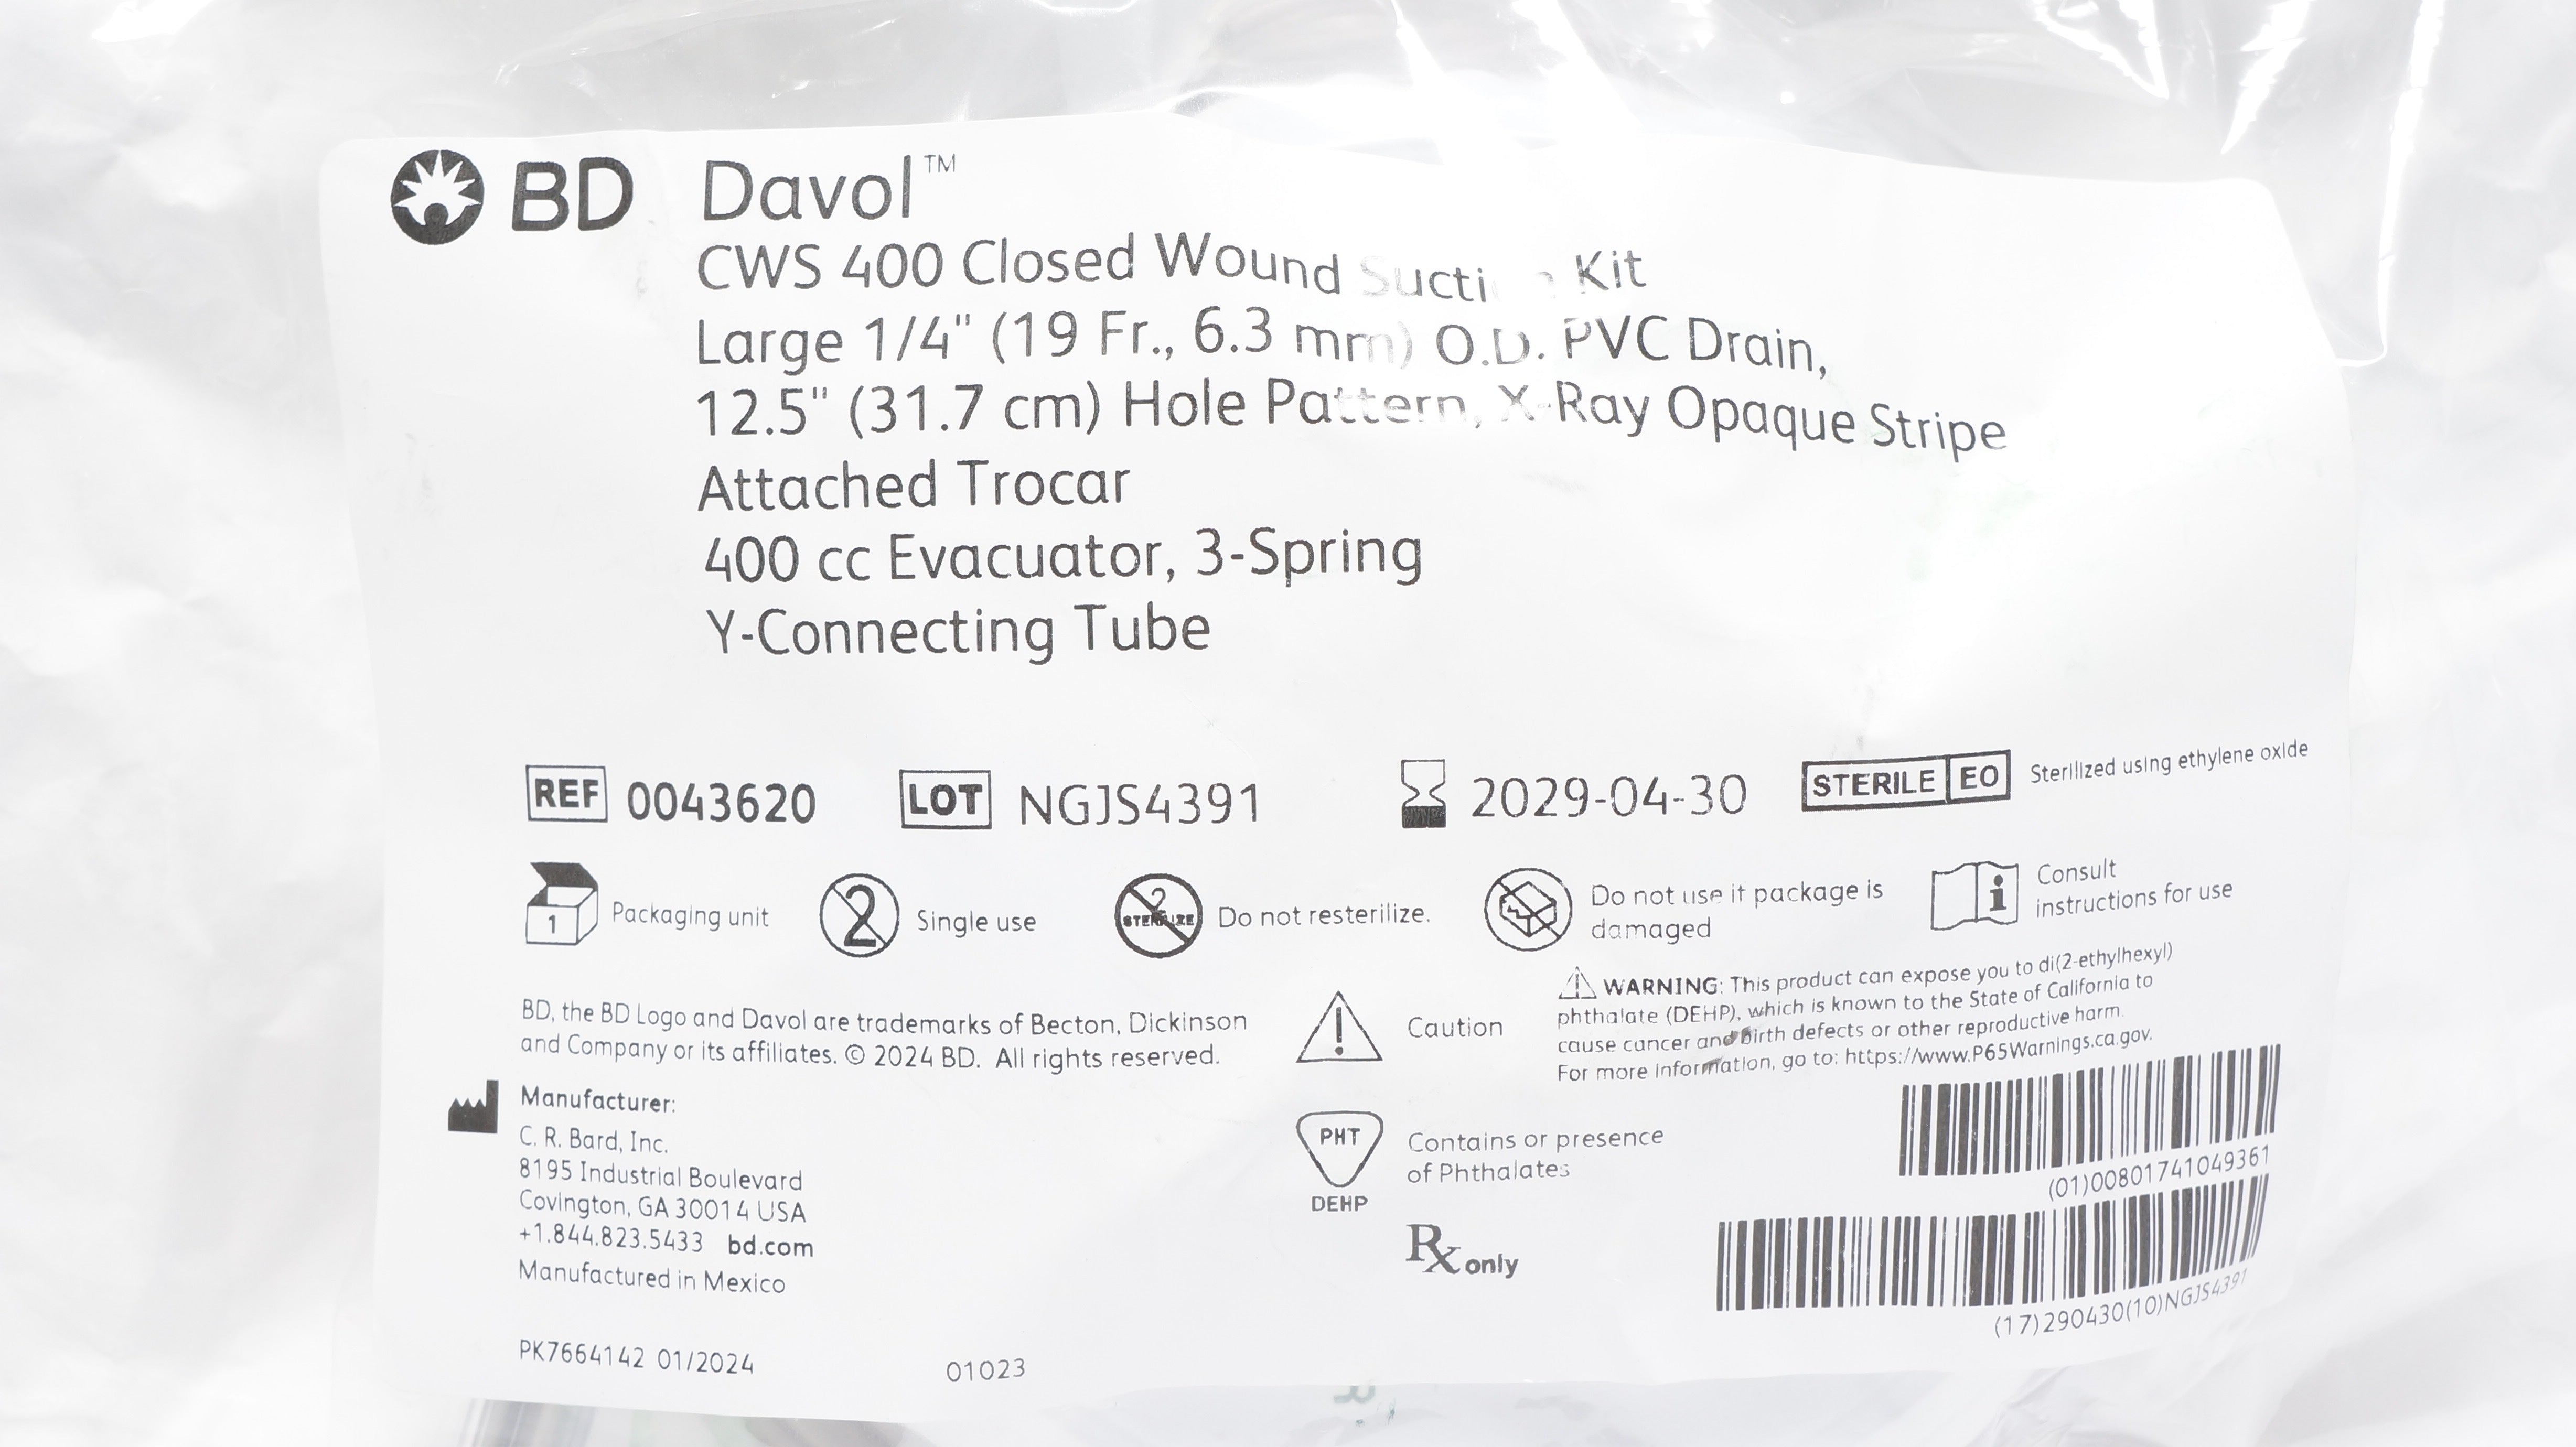 BD Davol™
CWS 400 Closed Wound Kit
Large 1/4" (19 Fr., 6.3 mm) O.D. PVC Drain,
12.5" (31.7 cm) Hole Pattern, X-Ray Opaque Stripe
Attached Trocar
400 cc Evacuator, 3-Spring
Y-Connecting Tube
REF 0043620 LOT NGJS4391 2029-04-30 STERILE EO Sterilized using ethylene oxide
1 Packaging unit 2 Single use 2 STERILIZE Do not resterilize. Do not use if package is
damaged
Consult
instructions for use
BD, the BD Logo and Davol are trademarks of Becton, Dickinson
and Company or its affiliates. © 2024 BD. All rights reserved.
Caution
WARNING: This product can expose you to di(2-ethylhexyl)
phthalate (DEHP), which is known to the State of California to
cause cancer and birth defects or other reproductive harm.
For more information, go to: https://www.P65Warnings.ca.gov.
Manufacturer:
C. R. Bard, Inc.
8195 Industrial Boulevard
Covington, GA 30014 USA
+1.844.823.5433 bd.com
Manufactured in Mexico
PHT
DEHP
Contains or presence
of Phthalates
Rx only
(01)00801741049361
(17)290430(10)NGJS4391
PK7664142 01/2024 01023